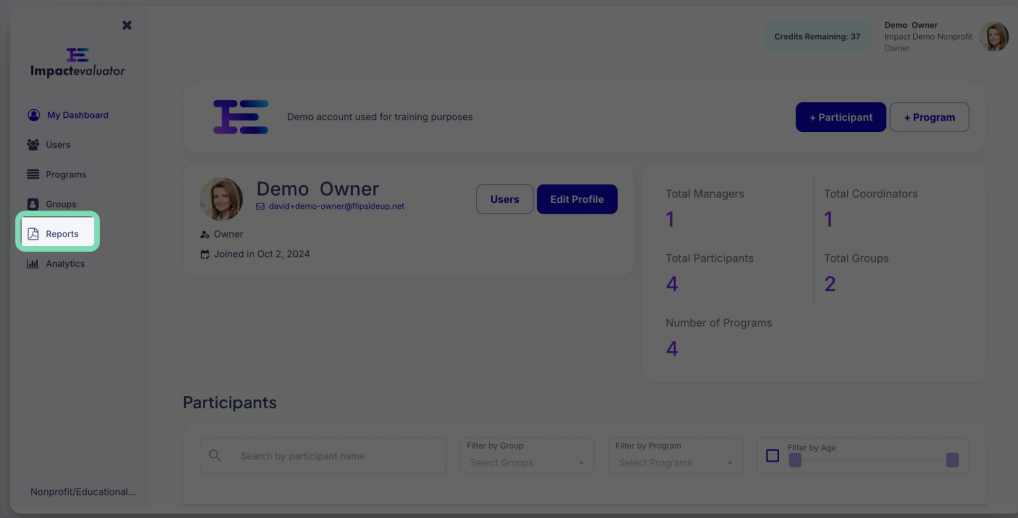 Impactevaluator
My Dashboard
Users
Programs
Groups
Reports
Analytics
Nonprofit/Educational...
Credits Remaining: 37
Demo Owner
Impact Demo Nonprofit
Owner
Demo account used for training purposes
+ Participant
+ Program
Demo Owner
david+demo-owner@flipsideup.net
Users
Edit Profile
Owner
Joined in Oct 2, 2024
Total Managers
1
Total Coordinators
1
Total Participants
4
Total Groups
2
Number of Programs
4
Participants
Search by participant name
Filter by Group
Select Groups
Filter by Program
Select Programs
Filter by Age